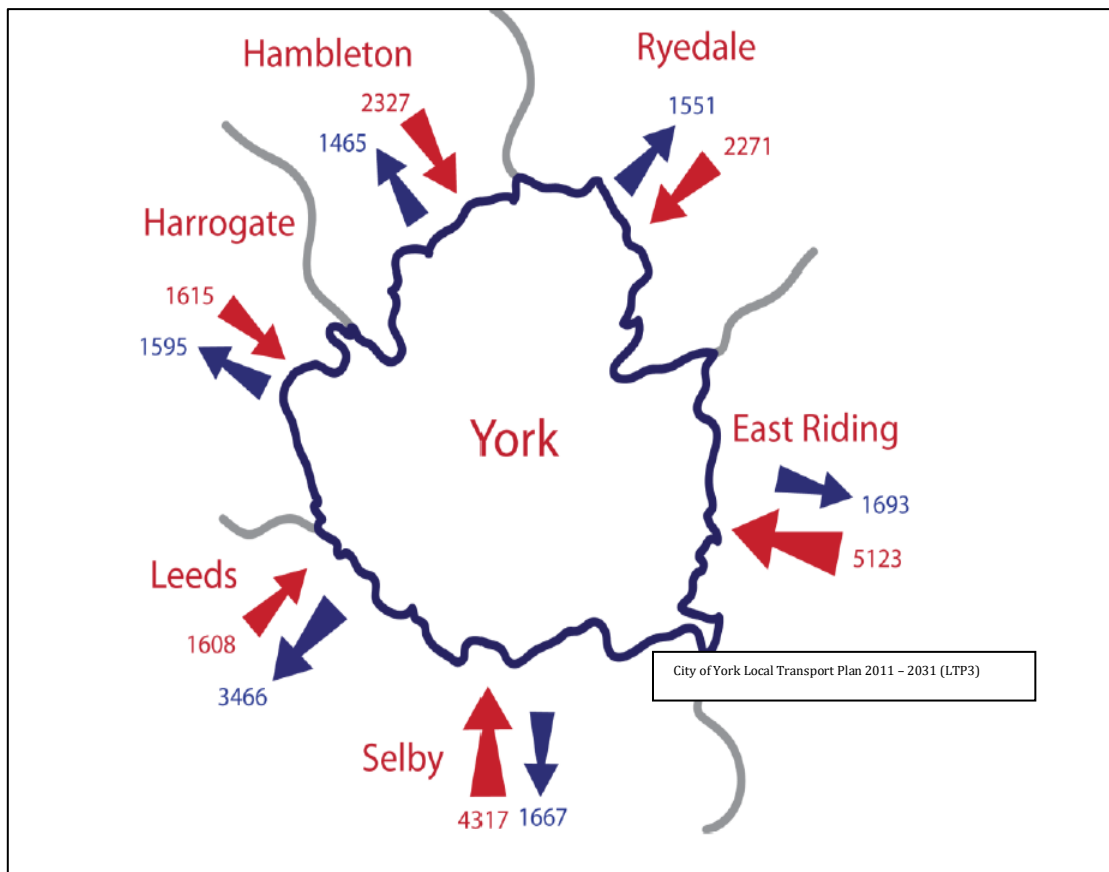 Hambleton
2327
1465
Ryedale
1551
2271
Harrogate
1615
1595
York
East Riding
1693
5123
Leeds
1608
3466
City of York Local Transport Plan 2011 – 2031 (LTP3)
Selby
4317
1667